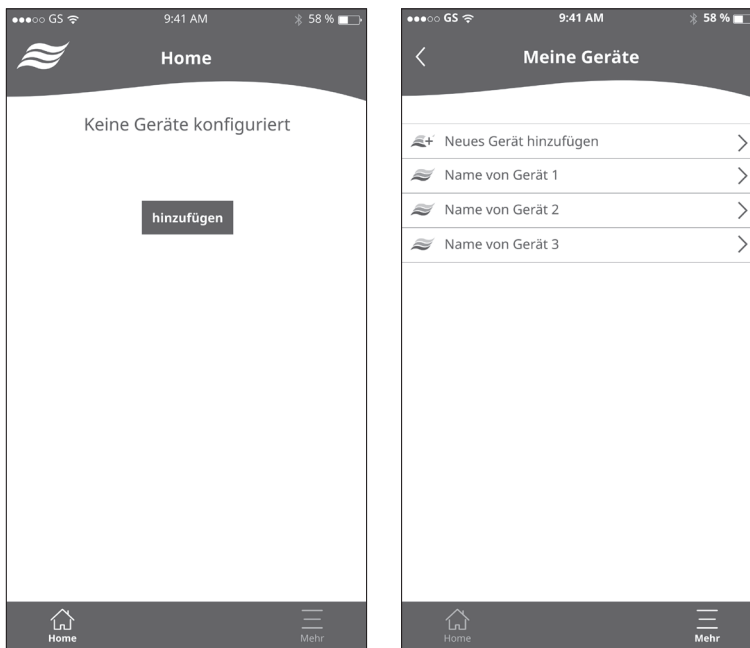 GS 9:41 AM 58 %
Home
Keine Geräte konfiguriert
hinzufügen
Home Mehr
GS 9:41 AM 58 %
Meine Geräte
Neues Gerät hinzufügen
Name von Gerät 1
Name von Gerät 2
Name von Gerät 3
Home Mehr